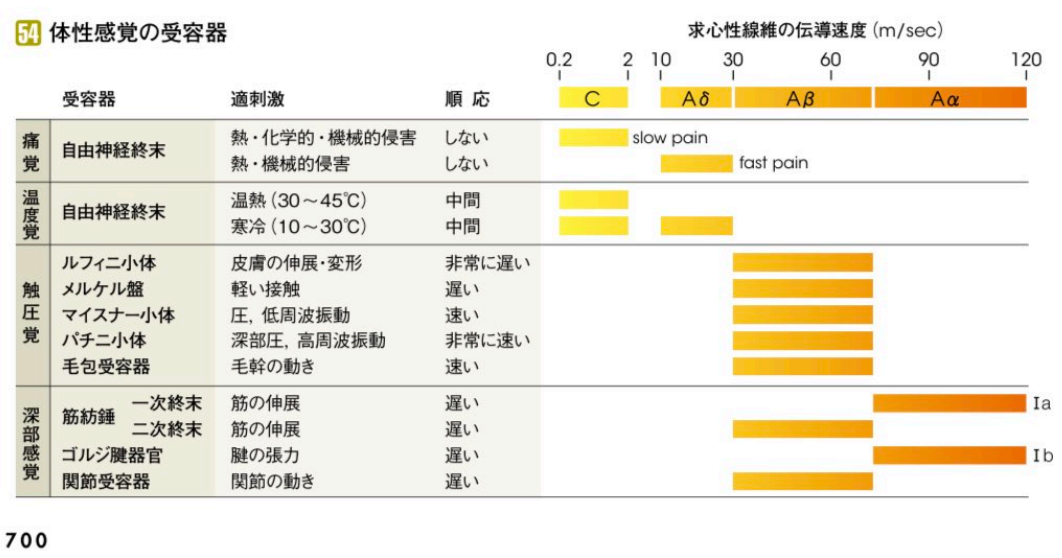 54 体性感覚の受容器
求心性線維の伝導速度（m/sec）
0.2 2 10 30 60 90 120
受容器 適刺激 順応 C Aδ Aβ Aα
痛覚 自由神経終末 熱・化学的・機械的侵害 しない slow pain
熱・機械的侵害 しない fast pain
温度覚 自由神経終末 温熱（30～45℃） 中間
寒冷（10～30℃） 中間
触圧覚 ルフィニ小体 皮膚の伸展・変形 非常に遅い
メルケル盤 軽い接触 遅い
マイスナー小体 圧，低周波振動 速い
パチニ小体 深部圧，高周波振動 非常に速い
毛包受容器 毛幹の動き 速い
深部感覚 筋紡錘 一次終末 筋の伸展 遅い Ia
二次終末 筋の伸展 遅い
ゴルジ腱器官 腱の張力 遅い Ib
関節受容器 関節の動き 遅い
700